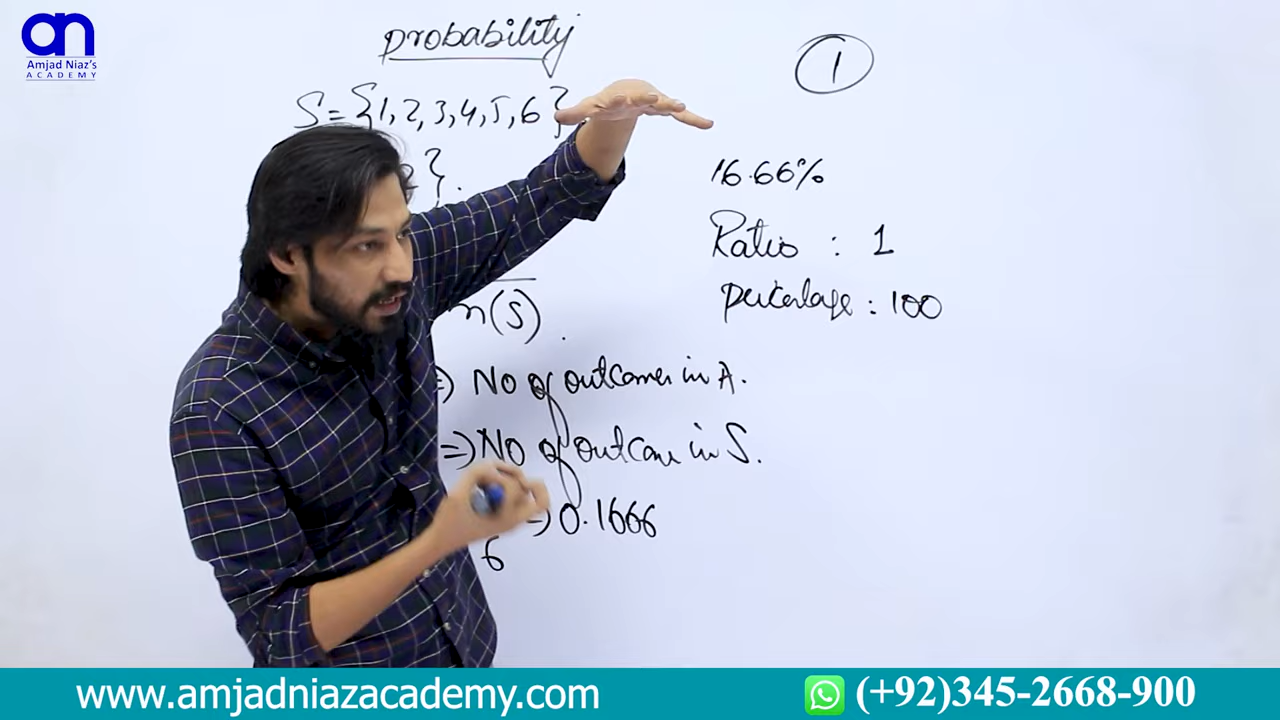 an
Amjad Niaz's
ACADEMY
probability
1
S={1,2,3,4,5,6}
}.
16.66%
Ratio : 1
n(S).
percentage : 100
=) No of outcomes in A.
=) No of outcome in S.
=) 0.1666
6
www.amjadniazacademy.com
(+92)345-2668-900